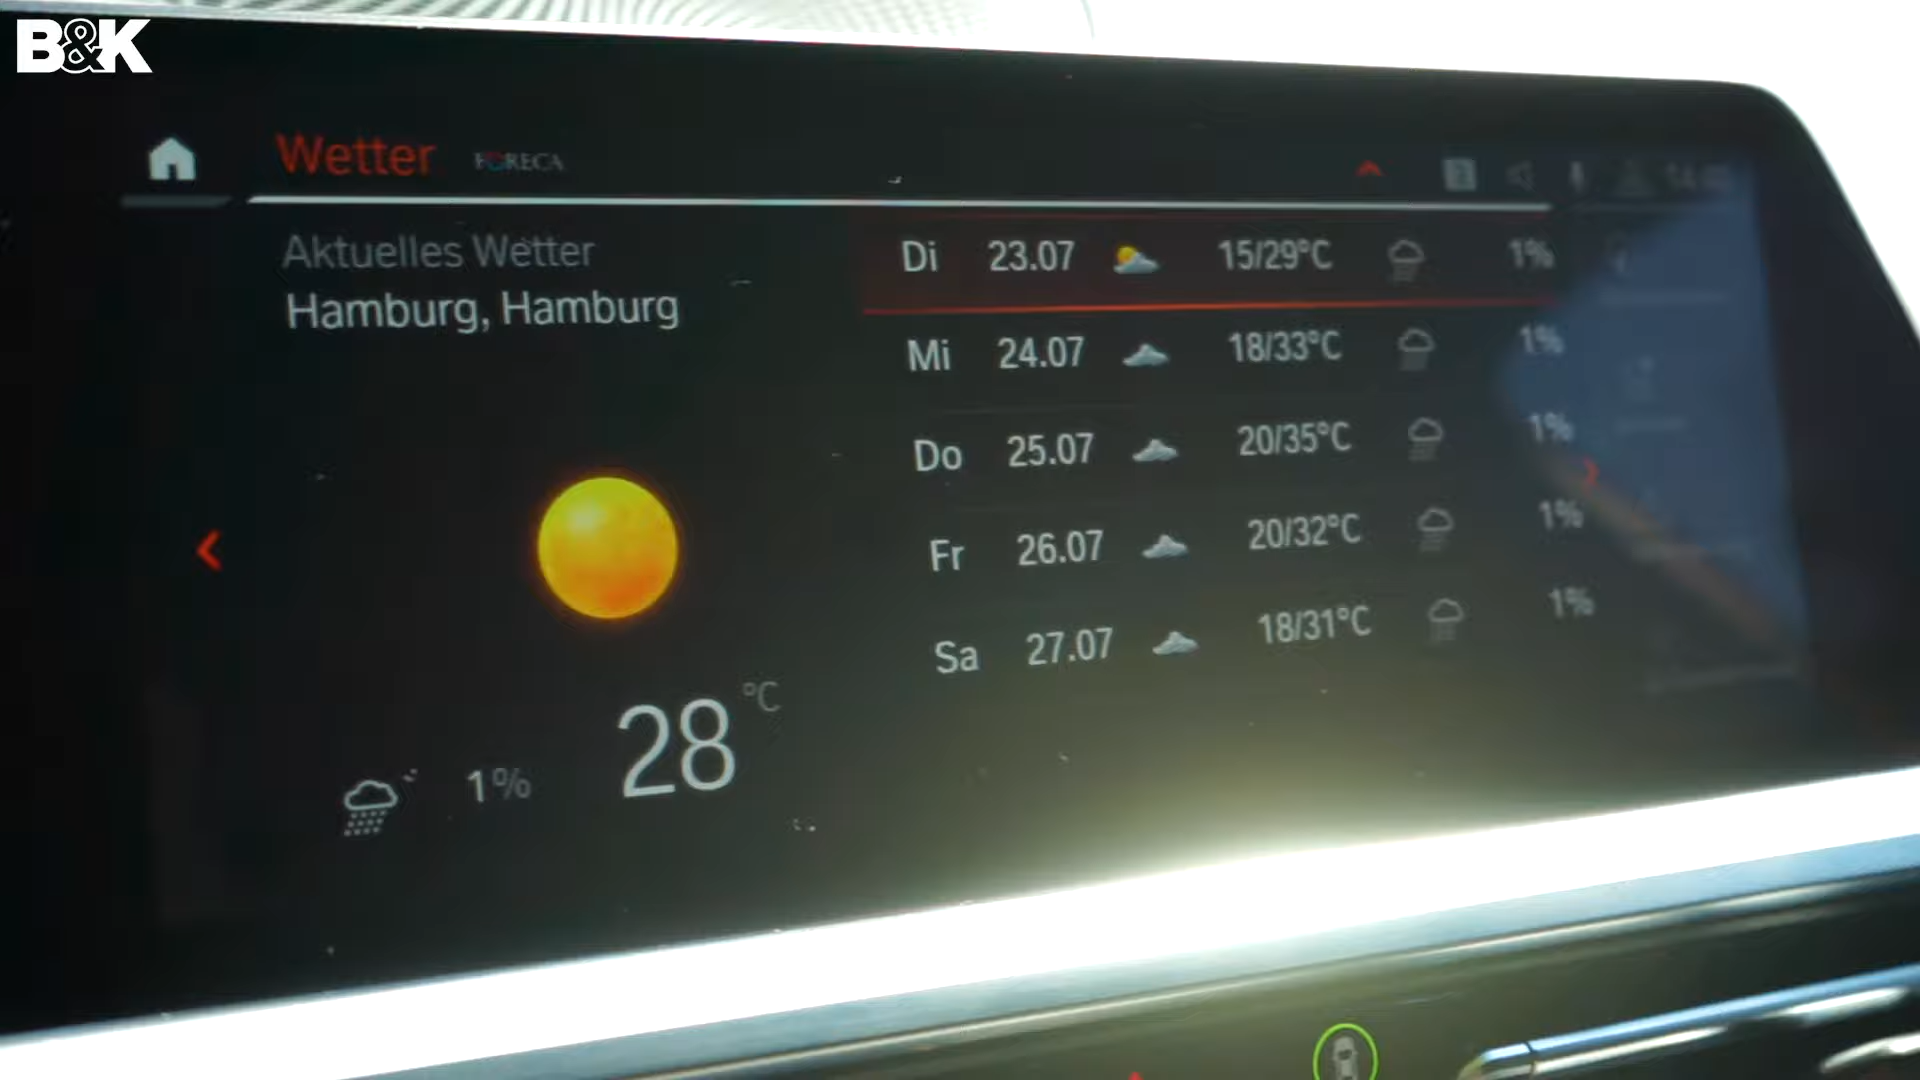 B&K
Wetter FORECA
Aktuelles Wetter
Hamburg, Hamburg
28 °C
1%
Di 23.07 15/29°C 1%
Mi 24.07 18/33°C 1%
Do 25.07 20/35°C 1%
Fr 26.07 20/32°C 1%
Sa 27.07 18/31°C 1%